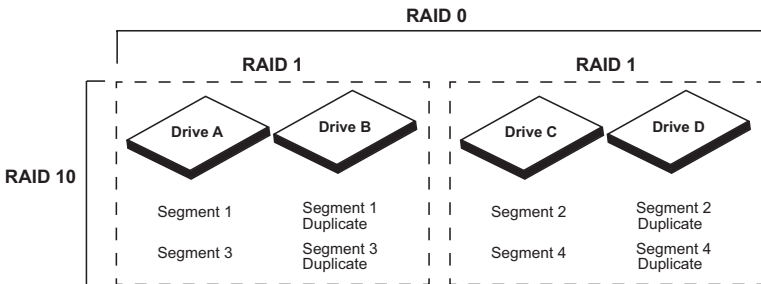 RAID 0
RAID 1
RAID 1
Drive A
Drive B
Drive C
Drive D
RAID 10
Segment 1
Segment 1
Duplicate
Segment 2
Segment 2
Duplicate
Segment 3
Segment 3
Duplicate
Segment 4
Segment 4
Duplicate